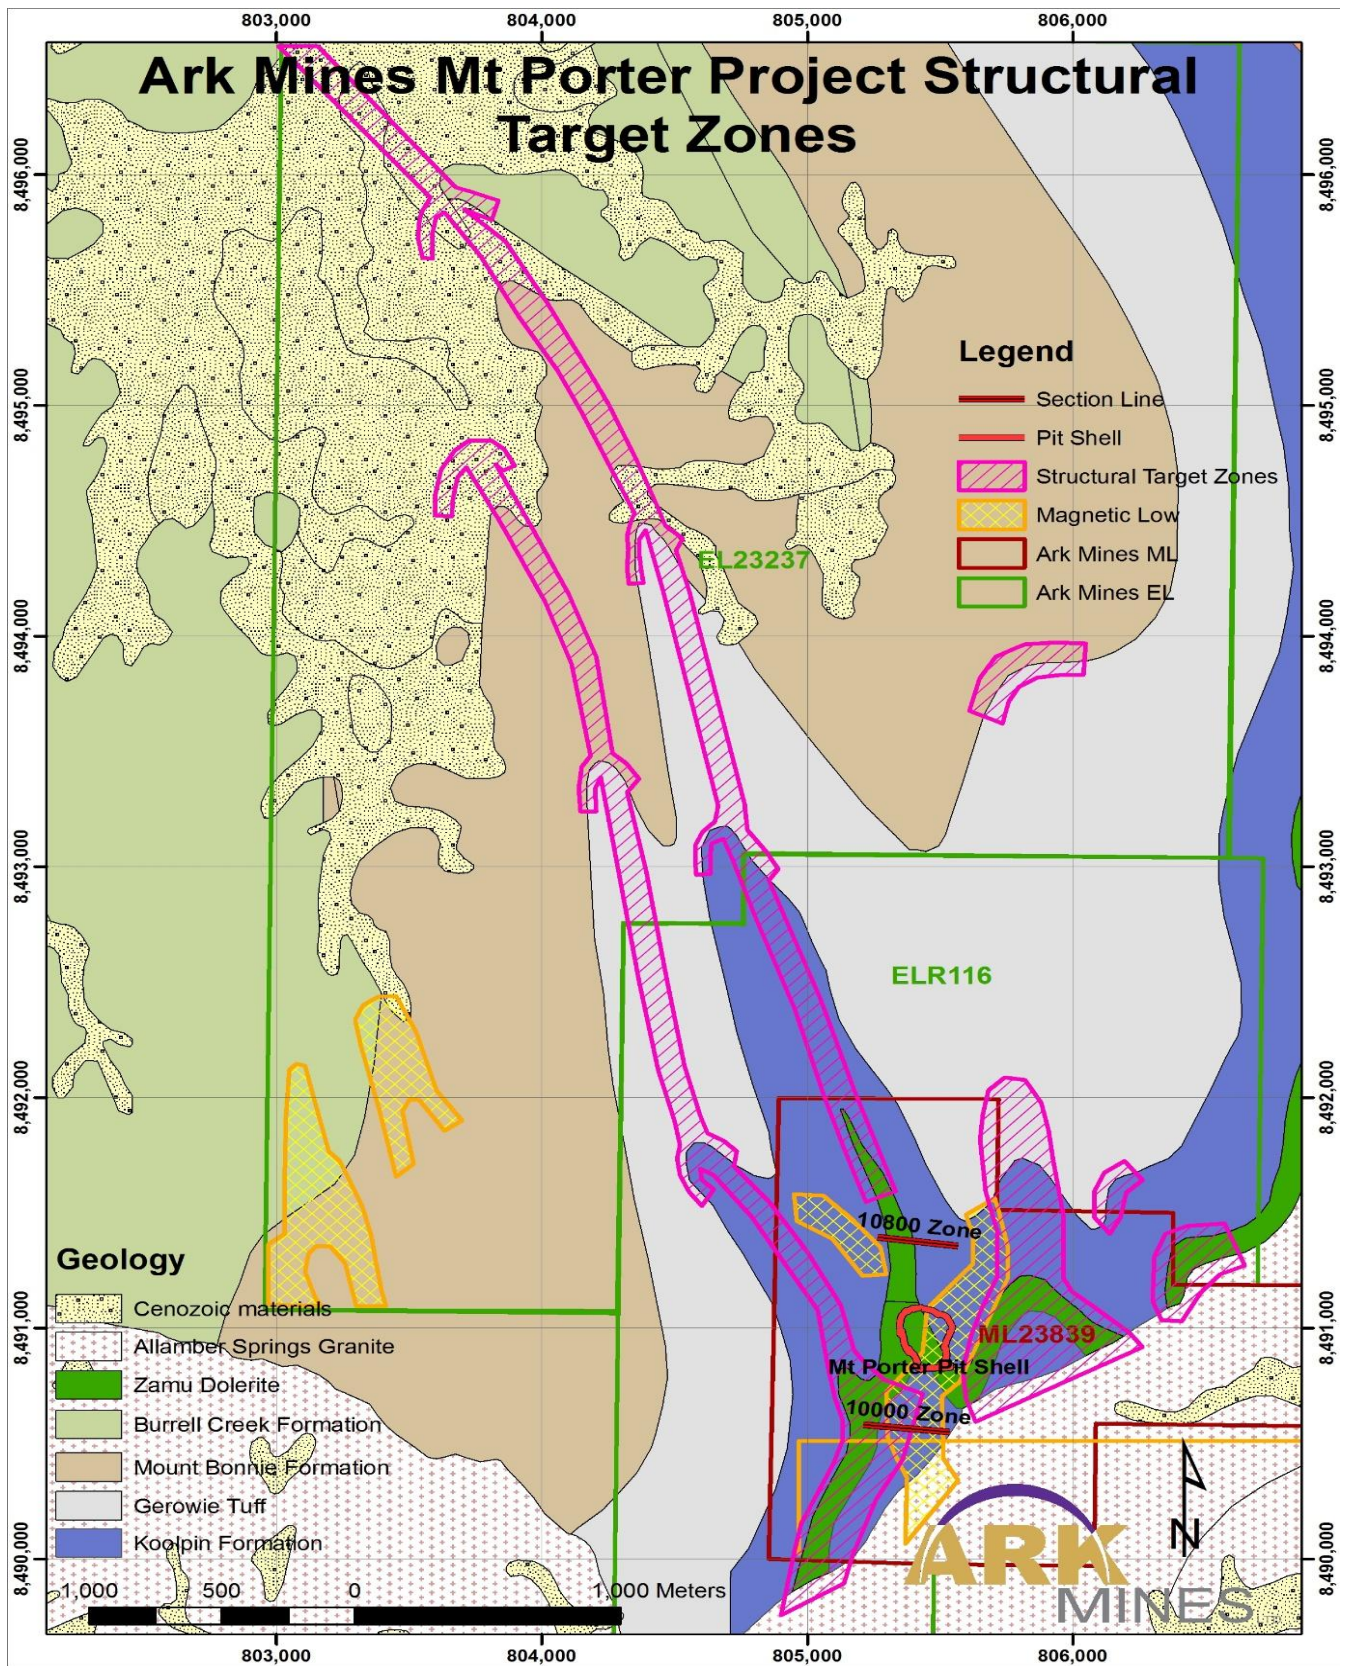 803,000
804,000
805,000
806,000
Ark Mines Mt Porter Project Structural
Target Zones
8,496,000
8,496,000
Legend
Section Line
Pit Shell
Structural Target Zones
Magnetic Low
Ark Mines ML
Ark Mines EL
8,495,000
8,495,000
EL23237
8,494,000
8,494,000
8,493,000
8,493,000
ELR116
8,492,000
8,492,000
10800 Zone
8,491,000
8,491,000
ML23839
Mt Porter Pit Shell
10000 Zone
Geology
Cenozoic materials
Allamber Springs Granite
Zamu Dolerite
Burrell Creek Formation
Mount Bonnie Formation
Gerowie Tuff
Koolpin Formation
8,490,000
8,490,000
N
ARK
MINES
1,000
500
0
1,000 Meters
803,000
804,000
805,000
806,000